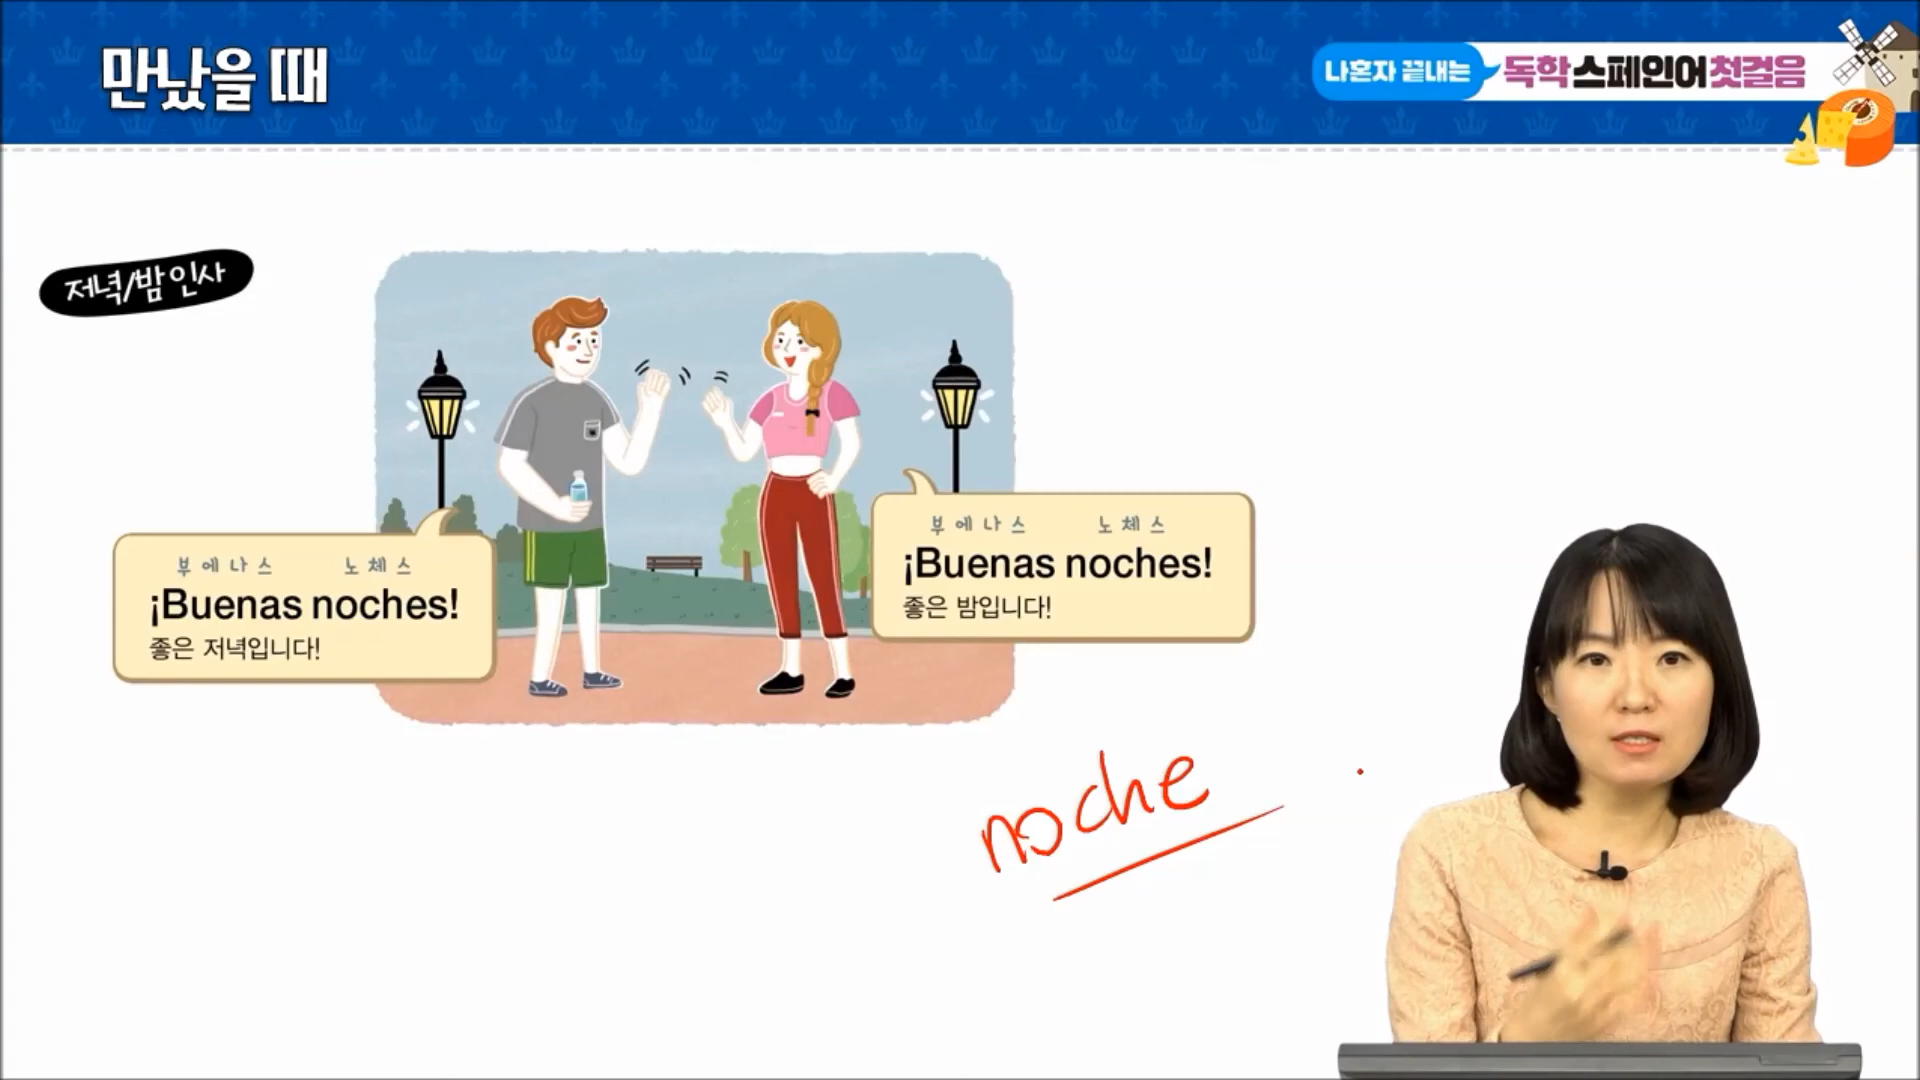 만났을 때
나혼자 끝내는 독학 스페인어 첫걸음
저녁/밤 인사
부에나스 노체스
¡Buenas noches!
좋은 저녁입니다!
부에나스 노체스
¡Buenas noches!
좋은 밤입니다!
noche